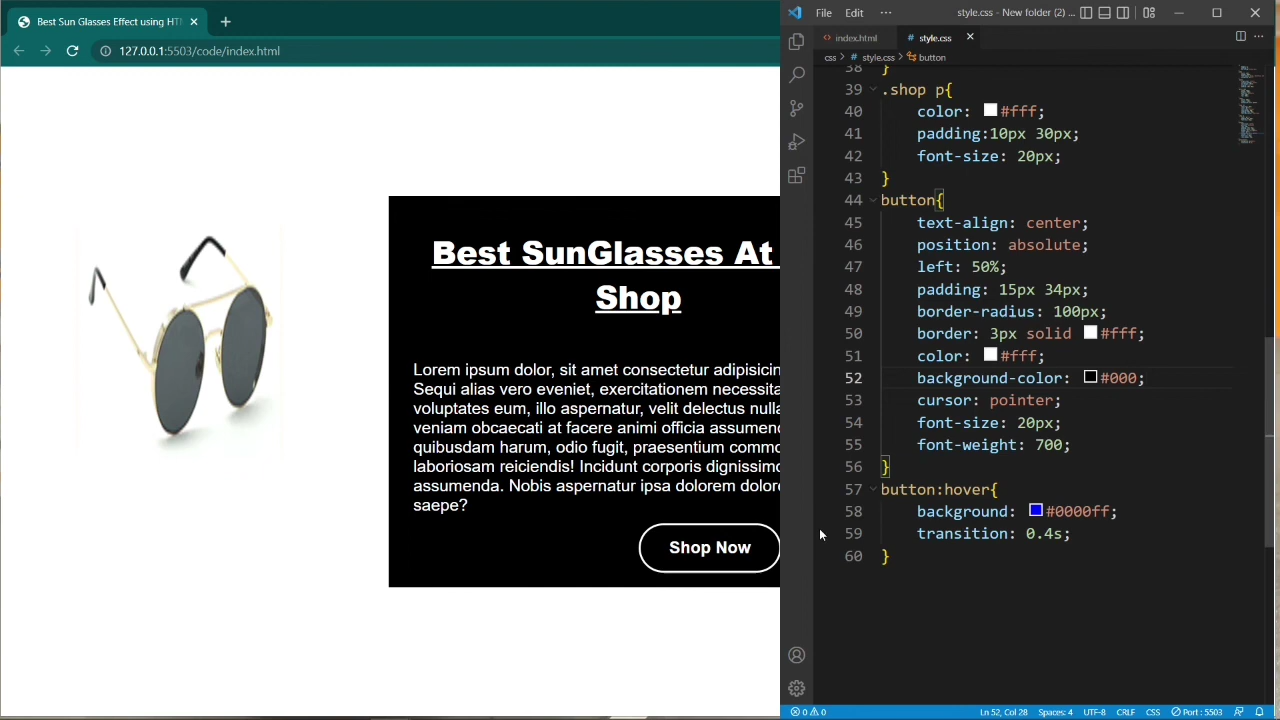 Best Sun Glasses Effect using HT
127.0.0.1:5503/code/index.html
Best SunGlasses At
Shop
Lorem ipsum dolor, sit amet consectetur adipisicin
Sequi alias vero eveniet, exercitationem necessita
voluptates eum, illo aspernatur, velit delectus nulla
veniam obcaecati at facere animi officia assumend
quibusdam harum, odio fugit, praesentium commo
laboriosam reiciendis! Incidunt corporis dignissimo
assumenda. Nobis aspernatur ipsa dolorem dolore
saepe?
Shop Now
File Edit ··· style.css - New folder (2) ...
index.html style.css
css > # style.css > button
38 }
39 .shop p{
40 color: #fff;
41 padding:10px 30px;
42 font-size: 20px;
43 }
44 button{
45 text-align: center;
46 position: absolute;
47 left: 50%;
48 padding: 15px 34px;
49 border-radius: 100px;
50 border: 3px solid #fff;
51 color: #fff;
52 background-color: #000;
53 cursor: pointer;
54 font-size: 20px;
55 font-weight: 700;
56 }
57 button:hover{
58 background: #0000ff;
59 transition: 0.4s;
60 }
0 0 Ln 52, Col 28 Spaces: 4 UTF-8 CRLF CSS Port : 5503